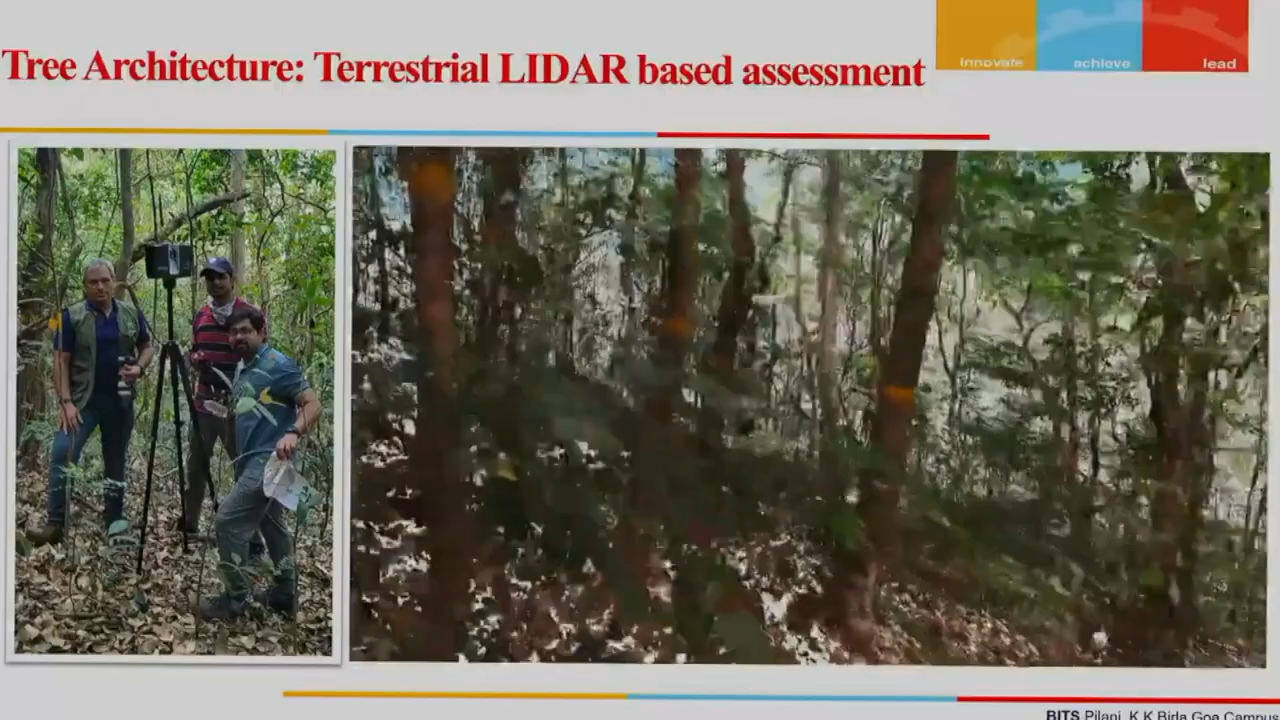 Tree Architecture: Terrestrial LIDAR based assessment
innovate achieve lead
BITS Pilani, K K Birla Goa Campus